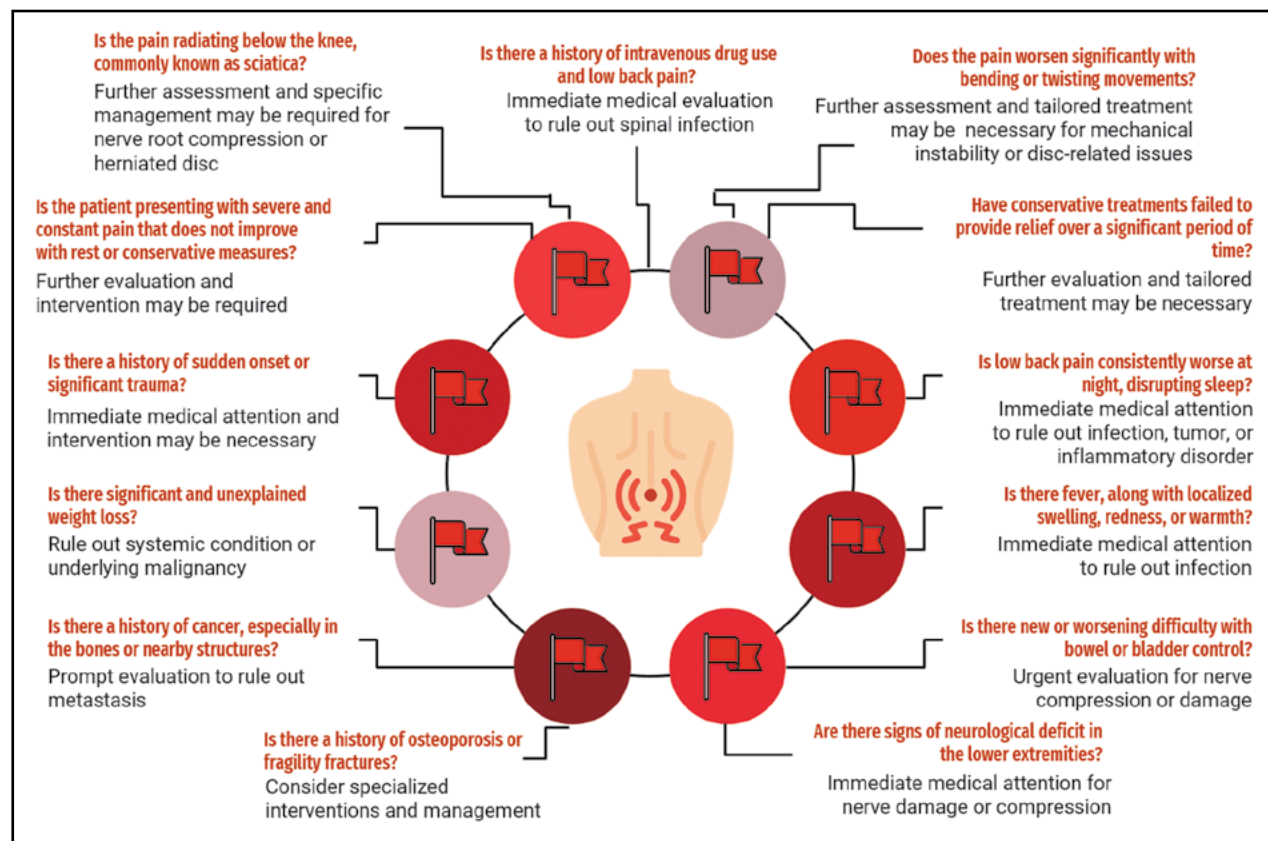 Is the pain radiating below the knee,
commonly known as sciatica?
Further assessment and specific
management may be required for
nerve root compression or
herniated disc
Is there a history of intravenous drug use
and low back pain?
Immediate medical evaluation
to rule out spinal infection
Does the pain worsen significantly with
bending or twisting movements?
Further assessment and tailored treatment
may be necessary for mechanical
instability or disc-related issues
Is the patient presenting with severe and
constant pain that does not improve
with rest or conservative measures?
Further evaluation and
intervention may be required
Have conservative treatments failed to
provide relief over a significant period of
time?
Further evaluation and tailored
treatment may be necessary
Is there a history of sudden onset or
significant trauma?
Immediate medical attention and
intervention may be necessary
Is low back pain consistently worse at
night, disrupting sleep?
Immediate medical attention
to rule out infection, tumor, or
inflammatory disorder
Is there significant and unexplained
weight loss?
Rule out systemic condition or
underlying malignancy
Is there fever, along with localized
swelling, redness, or warmth?
Immediate medical attention
to rule out infection
Is there a history of cancer, especially in
the bones or nearby structures?
Prompt evaluation to rule out
metastasis
Is there new or worsening difficulty with
bowel or bladder control?
Urgent evaluation for nerve
compression or damage
Is there a history of osteoporosis or
fragility fractures?
Consider specialized
interventions and management
Are there signs of neurological deficit in
the lower extremities?
Immediate medical attention for
nerve damage or compression